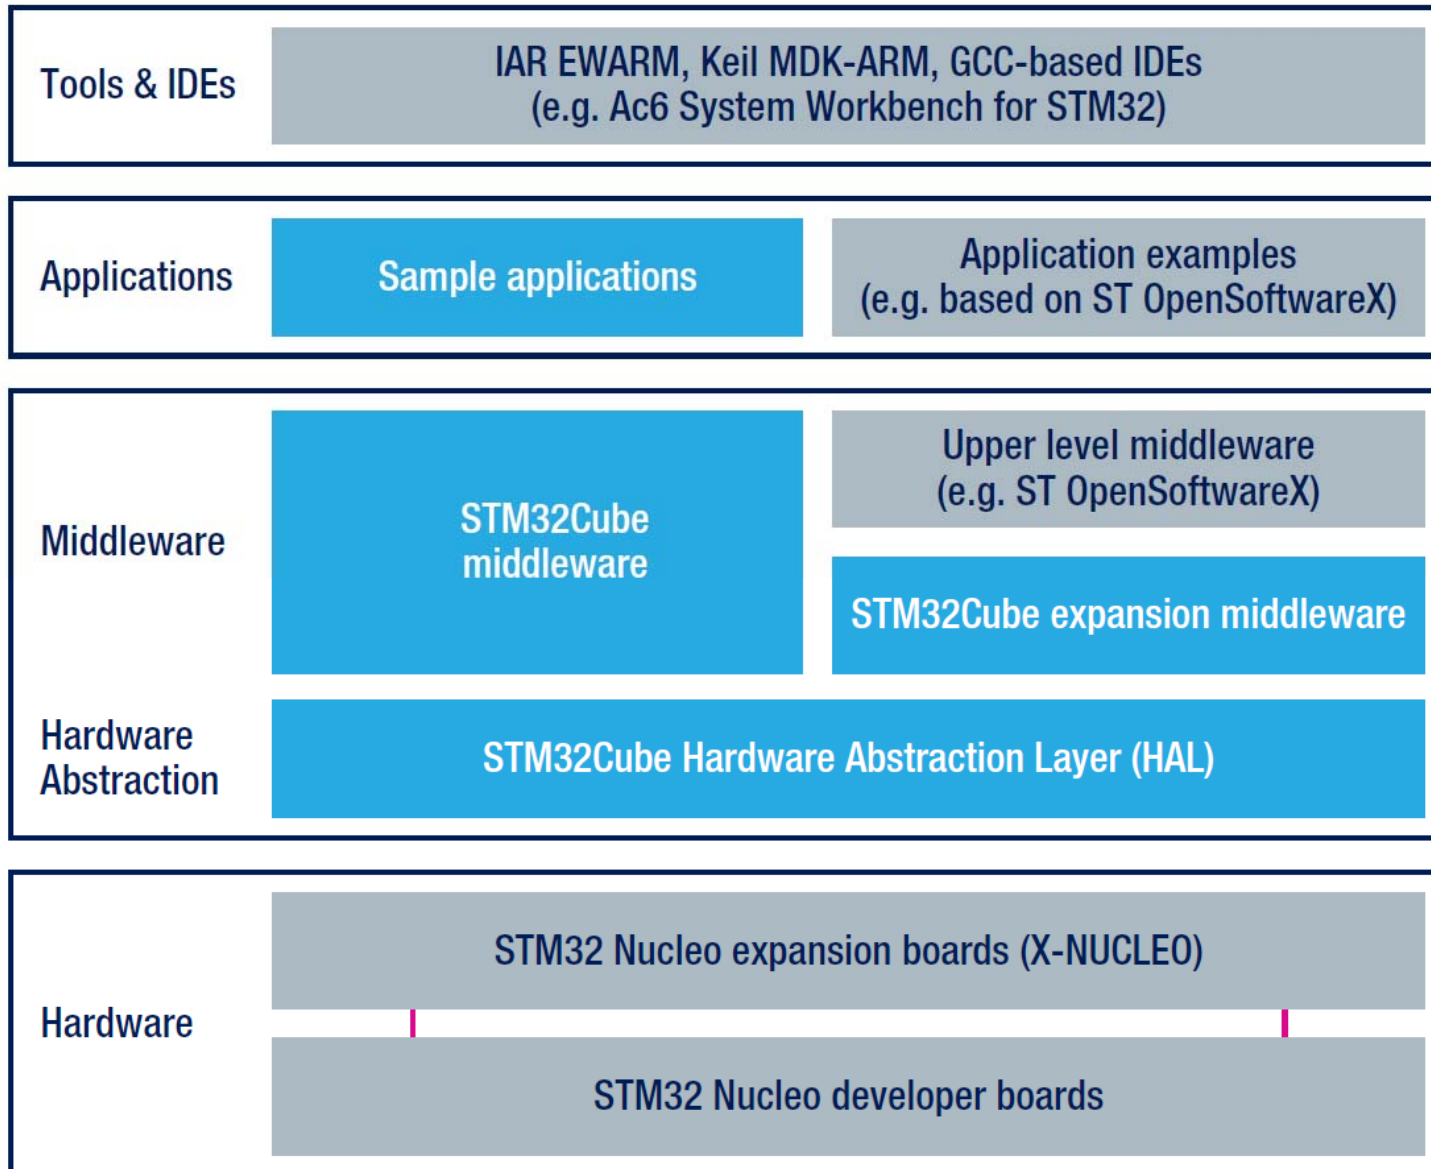 Tools & IDEs
IAR EWARM, Keil MDK-ARM, GCC-based IDEs
(e.g. Ac6 System Workbench for STM32)
Applications
Sample applications
Application examples
(e.g. based on ST OpenSoftwareX)
Middleware
STM32Cube
middleware
Upper level middleware
(e.g. ST OpenSoftwareX)
STM32Cube expansion middleware
Hardware
Abstraction
STM32Cube Hardware Abstraction Layer (HAL)
Hardware
STM32 Nucleo expansion boards (X-NUCLEO)
STM32 Nucleo developer boards